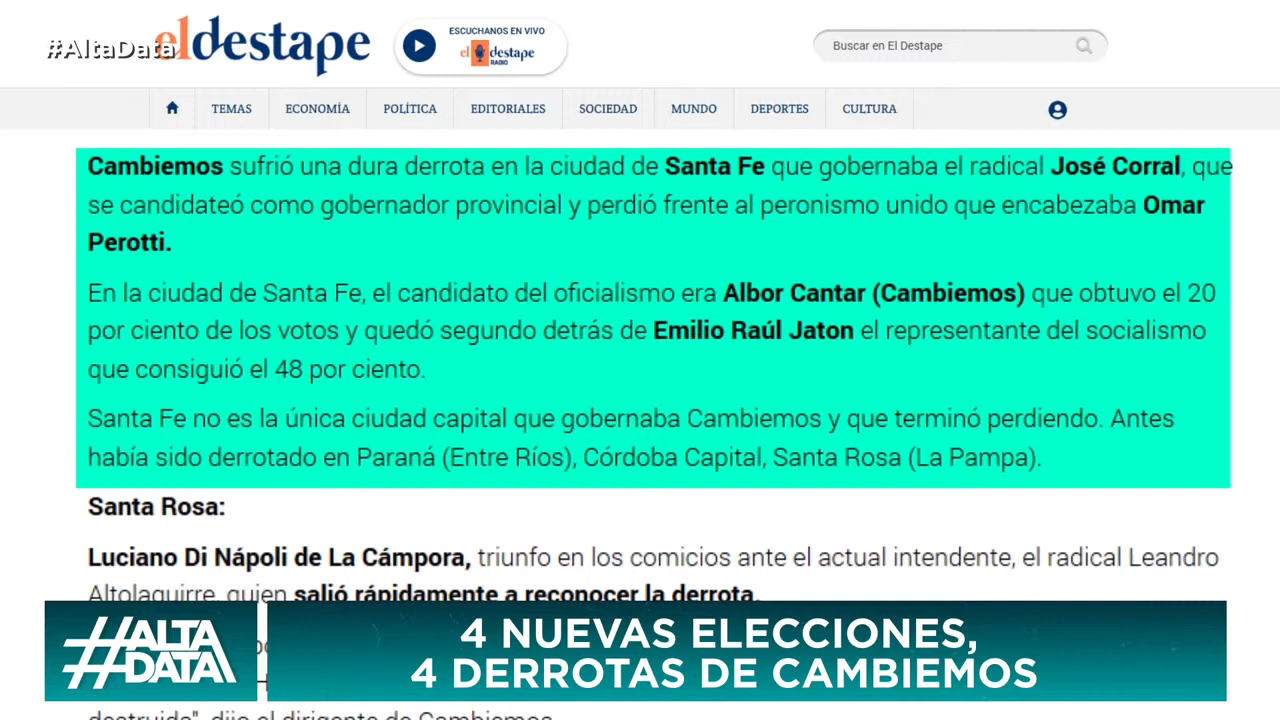 #AltaData
el destape
ESCUCHANOS EN VIVO
el destape
RADIO
Buscar en El Destape
TEMAS ECONOMÍA POLÍTICA EDITORIALES SOCIEDAD MUNDO DEPORTES CULTURA
Cambiemos sufrió una dura derrota en la ciudad de Santa Fe que gobernaba el radical José Corral, que
se candidateó como gobernador provincial y perdió frente al peronismo unido que encabezaba Omar
Perotti.
En la ciudad de Santa Fe, el candidato del oficialismo era Albor Cantar (Cambiemos) que obtuvo el 20
por ciento de los votos y quedó segundo detrás de Emilio Raúl Jaton el representante del socialismo
que consiguió el 48 por ciento.
Santa Fe no es la única ciudad capital que gobernaba Cambiemos y que terminó perdiendo. Antes
había sido derrotado en Paraná (Entre Ríos), Córdoba Capital, Santa Rosa (La Pampa).
Santa Rosa:
Luciano Di Nápoli de La Cámpora, triunfo en los comicios ante el actual intendente, el radical Leandro
Altolaguirre, quien salió rápidamente a reconocer la derrota.
#ALTA
DATA
4 NUEVAS ELECCIONES,
4 DERROTAS DE CAMBIEMOS
destruida", dijo el dirigente de Cambiemos.